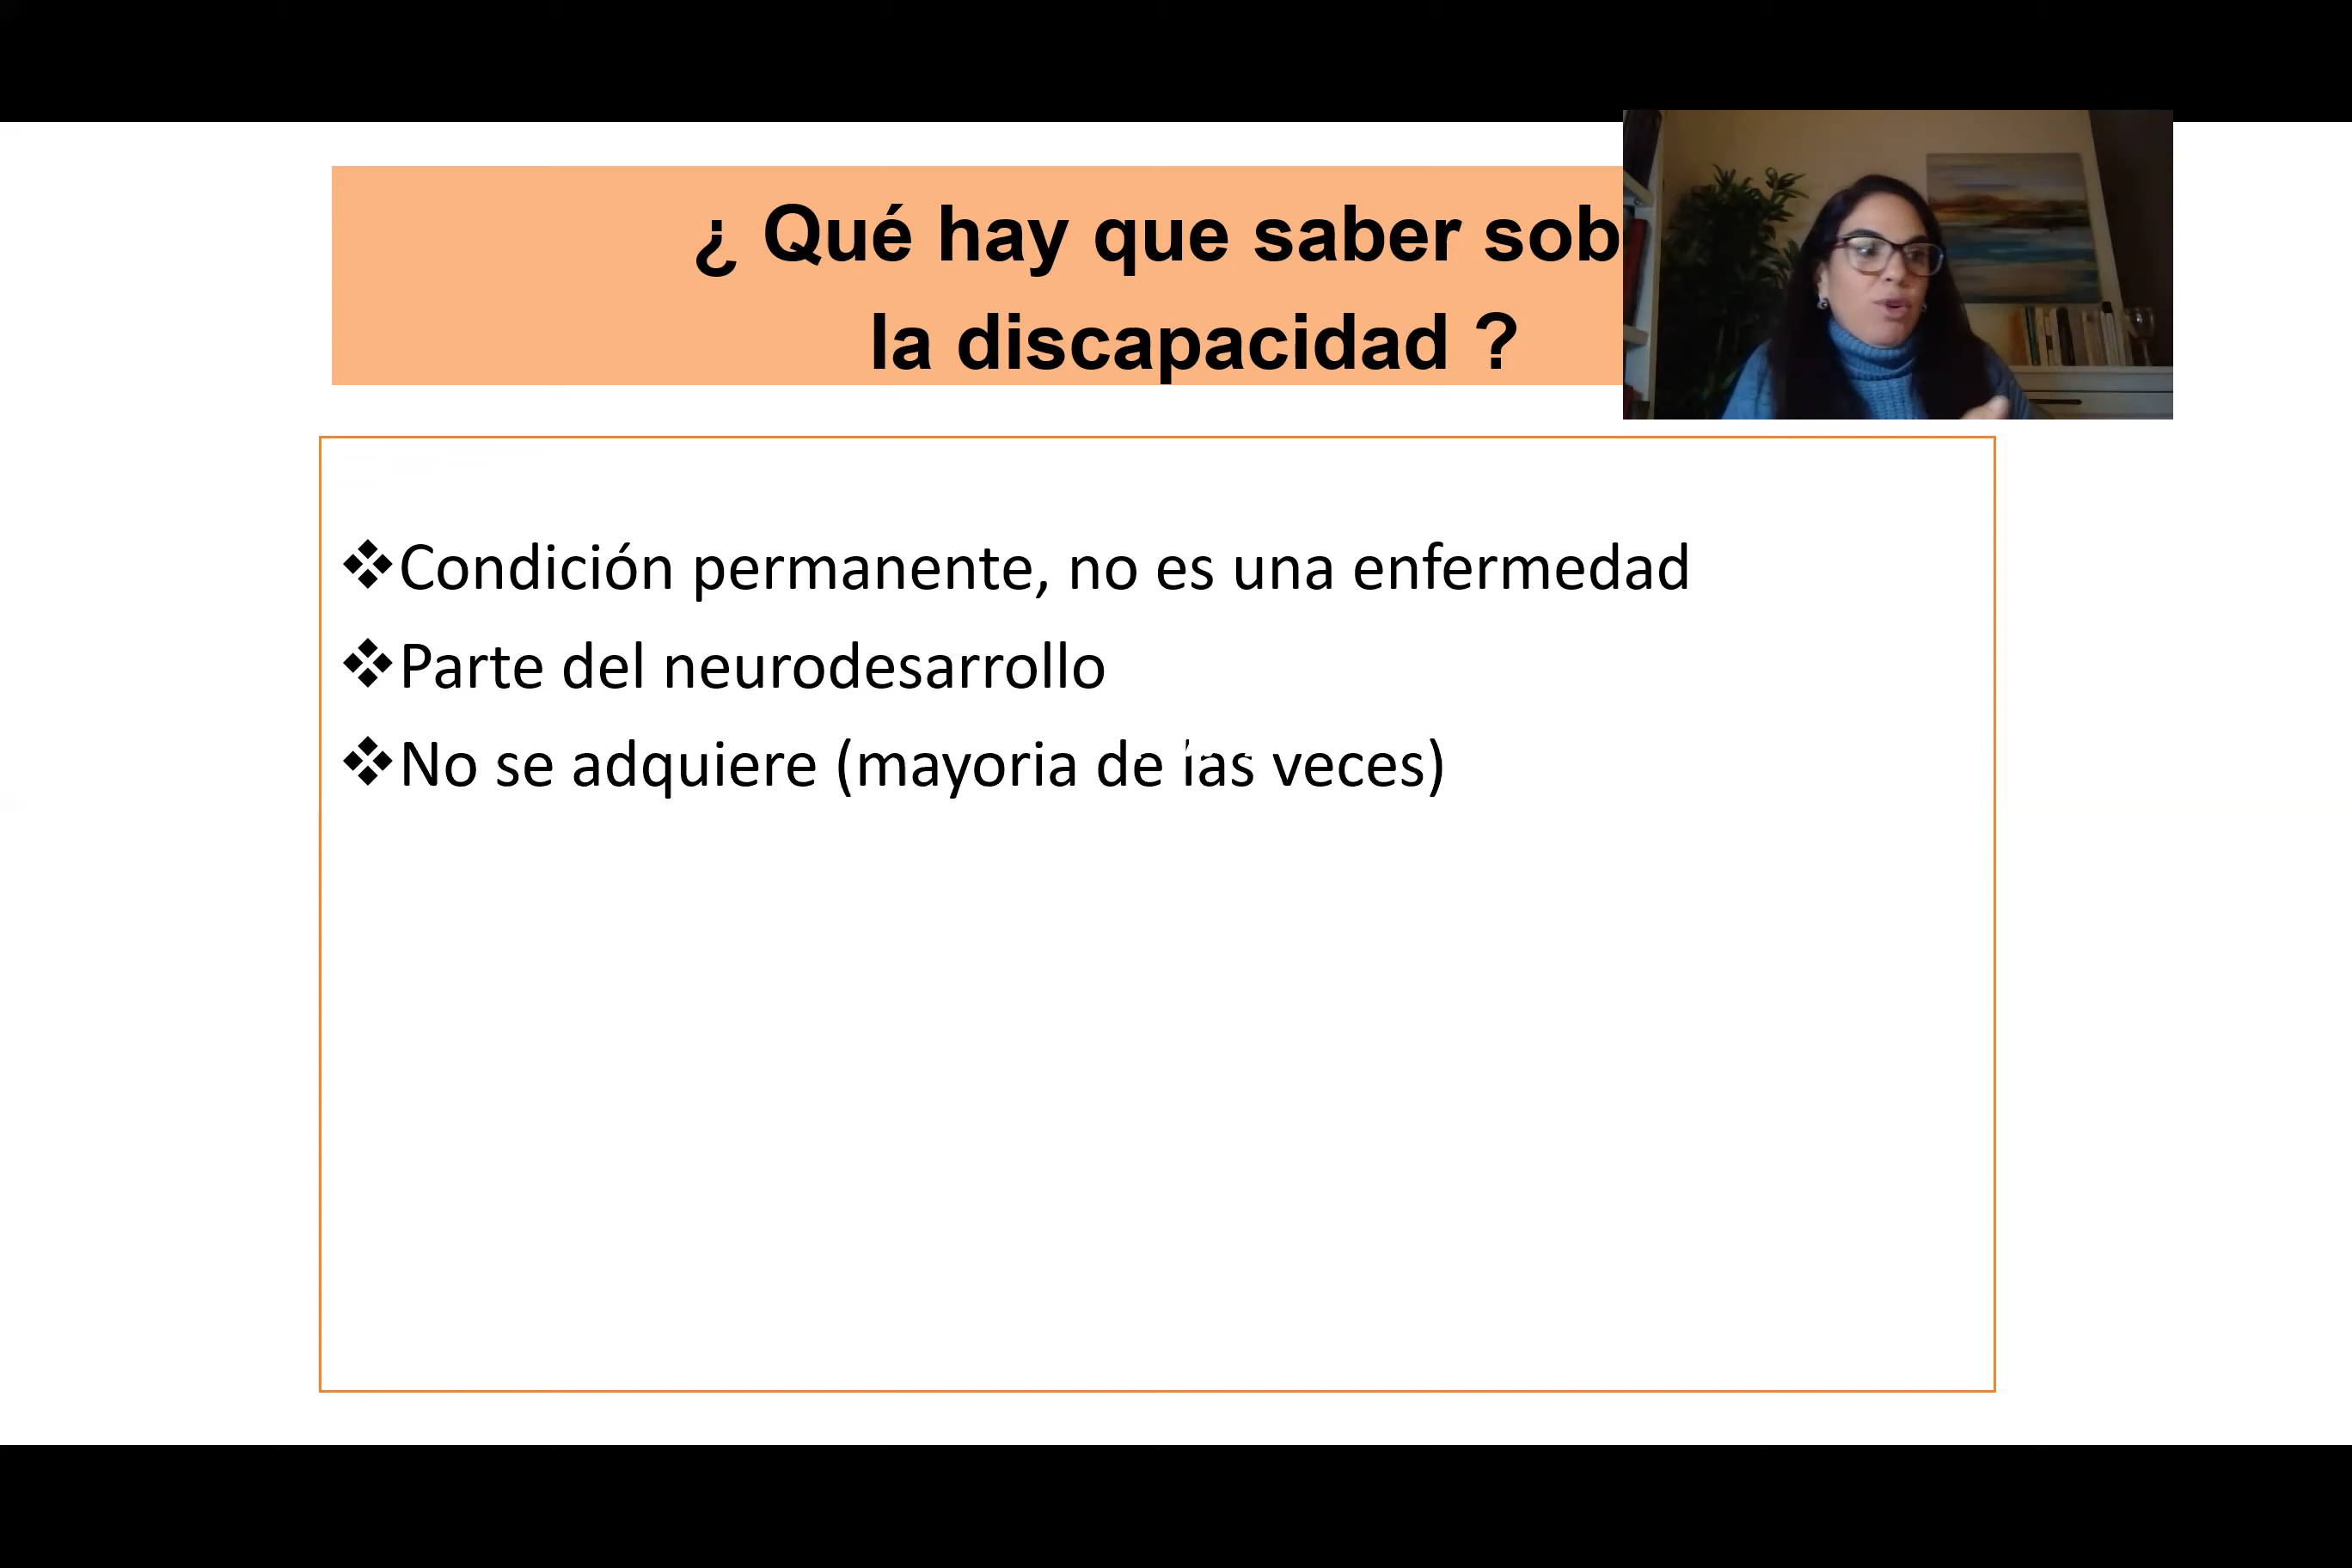 ¿ Qué hay que saber sob
la discapacidad ?
❖Condición permanente, no es una enfermedad
❖Parte del neurodesarrollo
❖No se adquiere (mayoria de las veces)